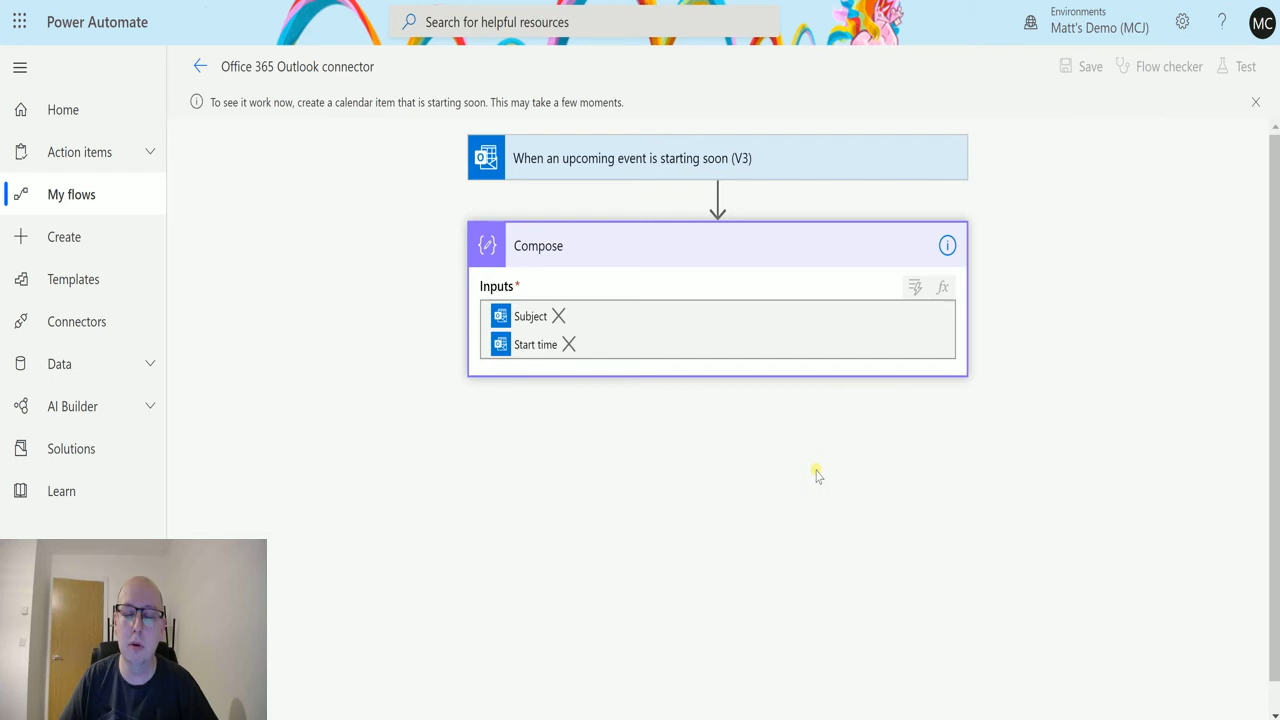 Power Automate
Search for helpful resources
Environments
Matt's Demo (MCJ)
?
MC
Office 365 Outlook connector
Save
Flow checker
Test
To see it work now, create a calendar item that is starting soon. This may take a few moments.
Home
Action items
My flows
Create
Templates
Connectors
Data
AI Builder
Solutions
Learn
When an upcoming event is starting soon (V3)
Compose
Inputs*
fx
Subject
Start time